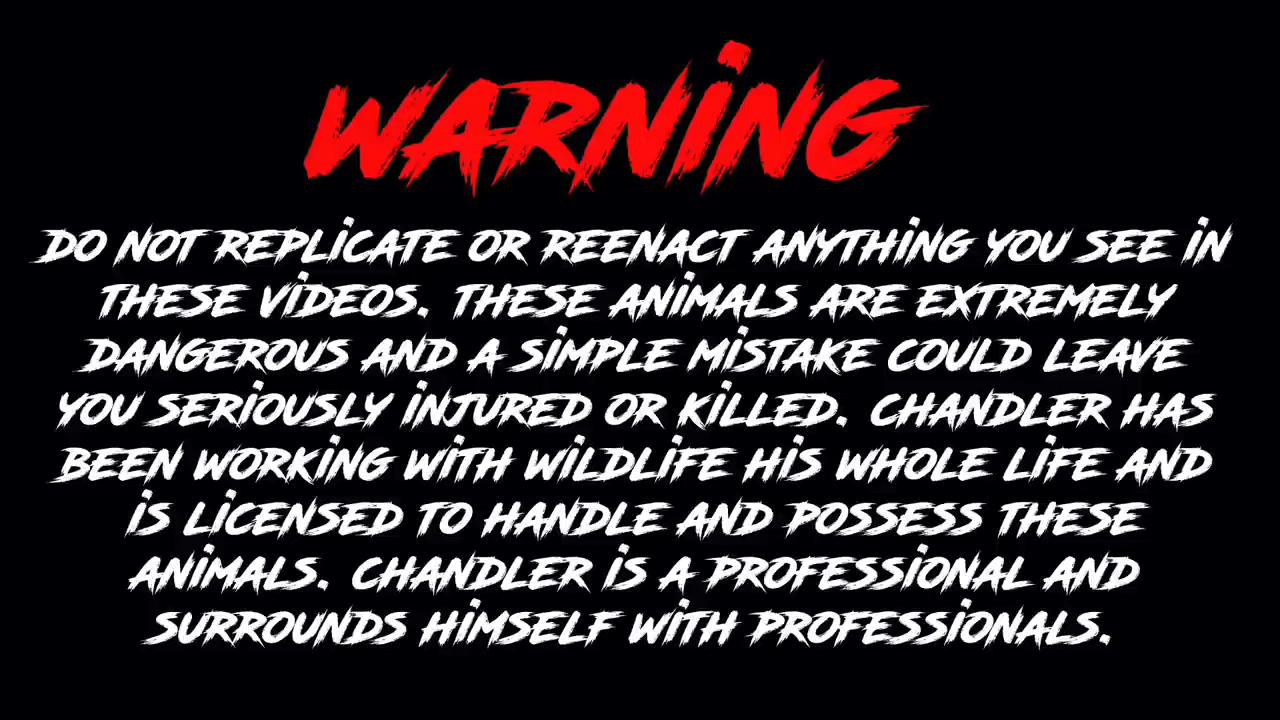 WARNING
DO NOT REPLICATE OR REENACT ANYTHING YOU SEE IN
THESE VIDEOS. THESE ANIMALS ARE EXTREMELY
DANGEROUS AND A SIMPLE MISTAKE COULD LEAVE
YOU SERIOUSLY INJURED OR KILLED. CHANDLER HAS
BEEN WORKING WITH WILDLIFE HIS WHOLE LIFE AND
IS LICENSED TO HANDLE AND POSSESS THESE
ANIMALS. CHANDLER IS A PROFESSIONAL AND
SURROUNDS HIMSELF WITH PROFESSIONALS.